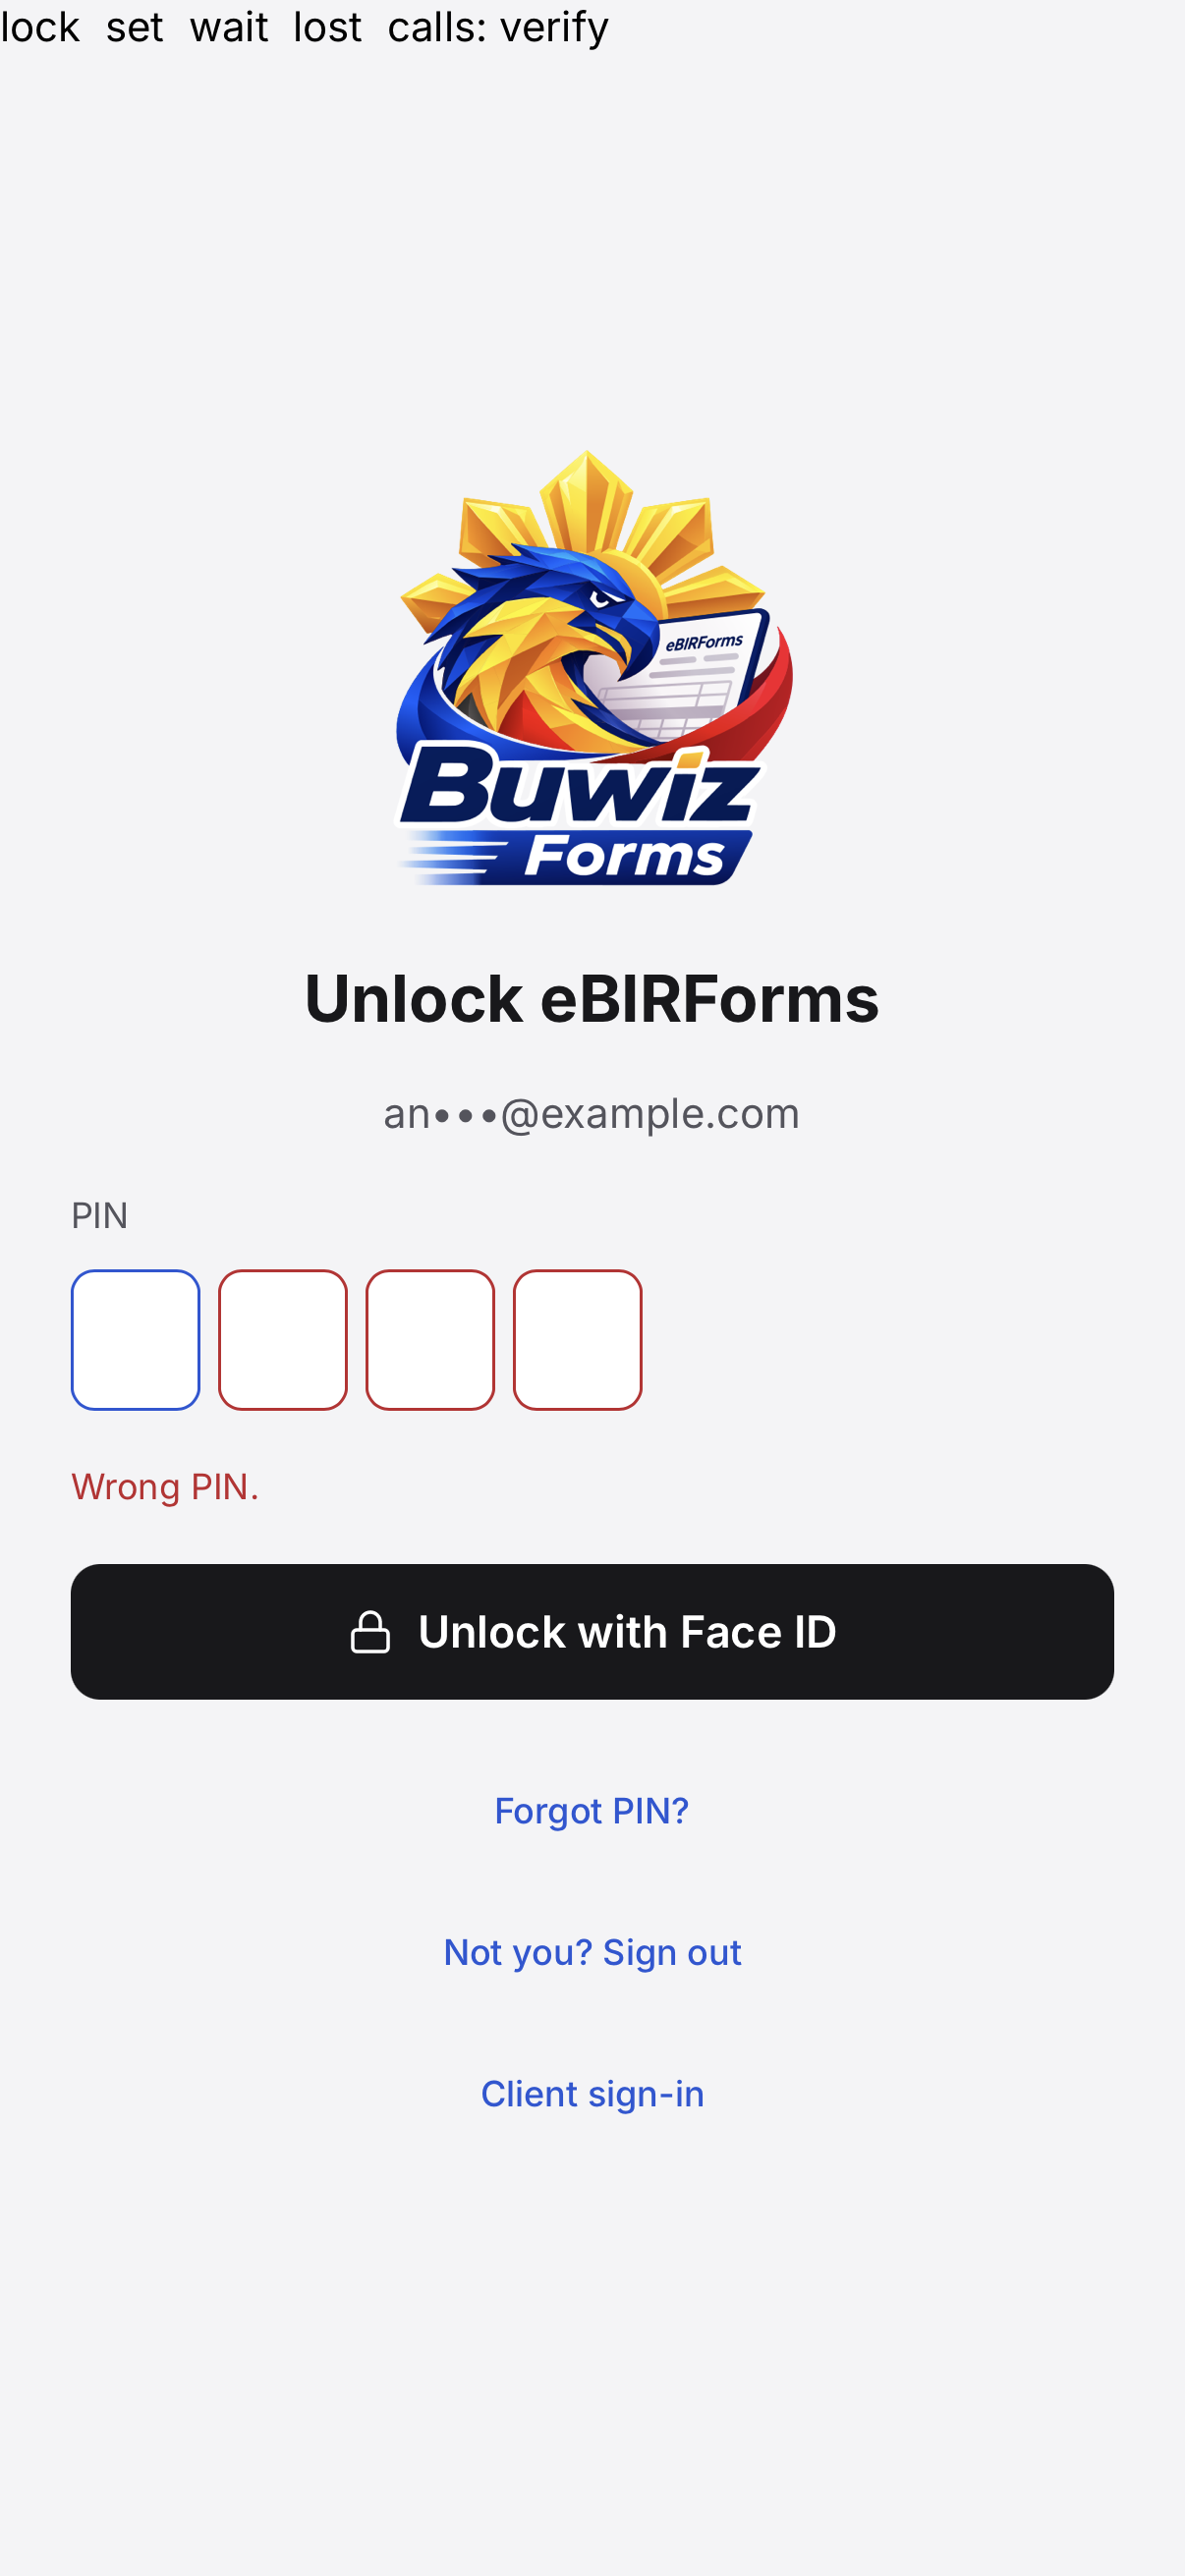 lock set wait lost calls: verify
eBIRForms
Buwiz
Forms
Unlock eBIRForms
an•••@example.com
PIN
Wrong PIN.
Unlock with Face ID
Forgot PIN?
Not you? Sign out
Client sign-in